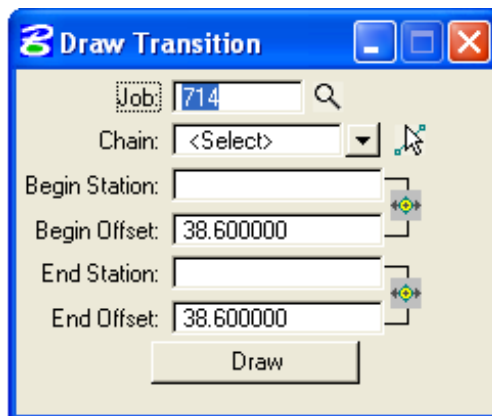 Draw Transition
Job: 714
Chain: <Select>
Begin Station:
Begin Offset: 38.600000
End Station:
End Offset: 38.600000
Draw